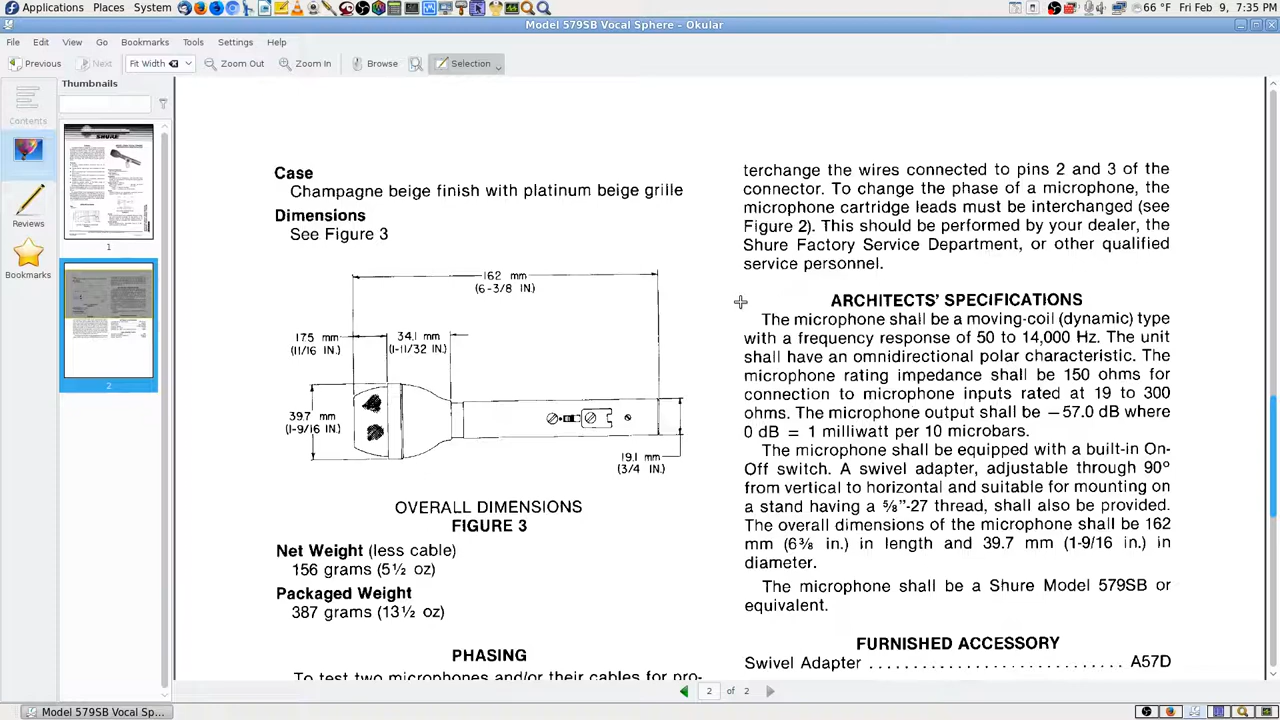 Applications Places System
66 °F Fri Feb 9, 7:35 PM
Model 579SB Vocal Sphere – Okular
File Edit View Go Bookmarks Tools Settings Help
Previous Next Fit Width Zoom Out Zoom In Browse Selection
Contents
Reviews
Bookmarks
Thumbnails
SHURE
1
2
Case
Champagne beige finish with platinum beige grille
Dimensions
See Figure 3
162 mm
(6-3/8 IN.)
17.5 mm
(11/16 IN.)
34.1 mm
(1-11/32 IN.)
39.7 mm
(1-9/16 IN.)
19.1 mm
(3/4 IN.)
OVERALL DIMENSIONS
FIGURE 3
Net Weight (less cable)
156 grams (5½ oz)
Packaged Weight
387 grams (13½ oz)
PHASING
To test two microphones and/or their cables for pro-
terchange the wires connected to pins 2 and 3 of the
connector. To change the phase of a microphone, the
microphone cartridge leads must be interchanged (see
Figure 2). This should be performed by your dealer, the
Shure Factory Service Department, or other qualified
service personnel.
ARCHITECTS' SPECIFICATIONS
The microphone shall be a moving-coil (dynamic) type
with a frequency response of 50 to 14,000 Hz. The unit
shall have an omnidirectional polar characteristic. The
microphone rating impedance shall be 150 ohms for
connection to microphone inputs rated at 19 to 300
ohms. The microphone output shall be −57.0 dB where
0 dB = 1 milliwatt per 10 microbars.
The microphone shall be equipped with a built-in On-
Off switch. A swivel adapter, adjustable through 90°
from vertical to horizontal and suitable for mounting on
a stand having a ⅝"-27 thread, shall also be provided.
The overall dimensions of the microphone shall be 162
mm (6⅜ in.) in length and 39.7 mm (1-9/16 in.) in
diameter.
The microphone shall be a Shure Model 579SB or
equivalent.
FURNISHED ACCESSORY
Swivel Adapter . . . . . . . . . . . . . . . . . . . . . . . . . . . . A57D
2 of 2
Model 579SB Vocal Sp...